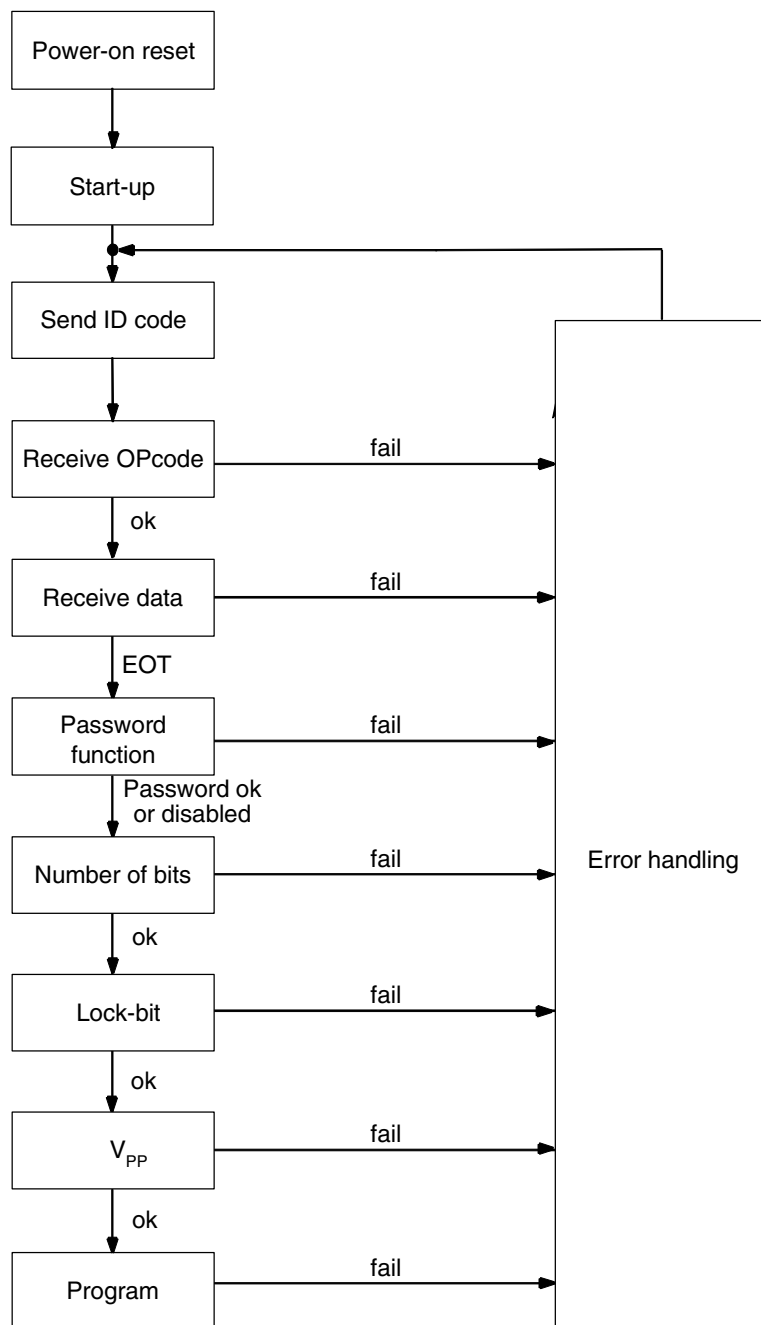 Power-on reset
Start-up
Send ID code
Receive OPcode
fail
ok
Receive data
fail
EOT
Password
function
fail
Password ok
or disabled
Number of bits
fail
Error handling
ok
Lock-bit
fail
ok
VPP
fail
ok
Program
fail